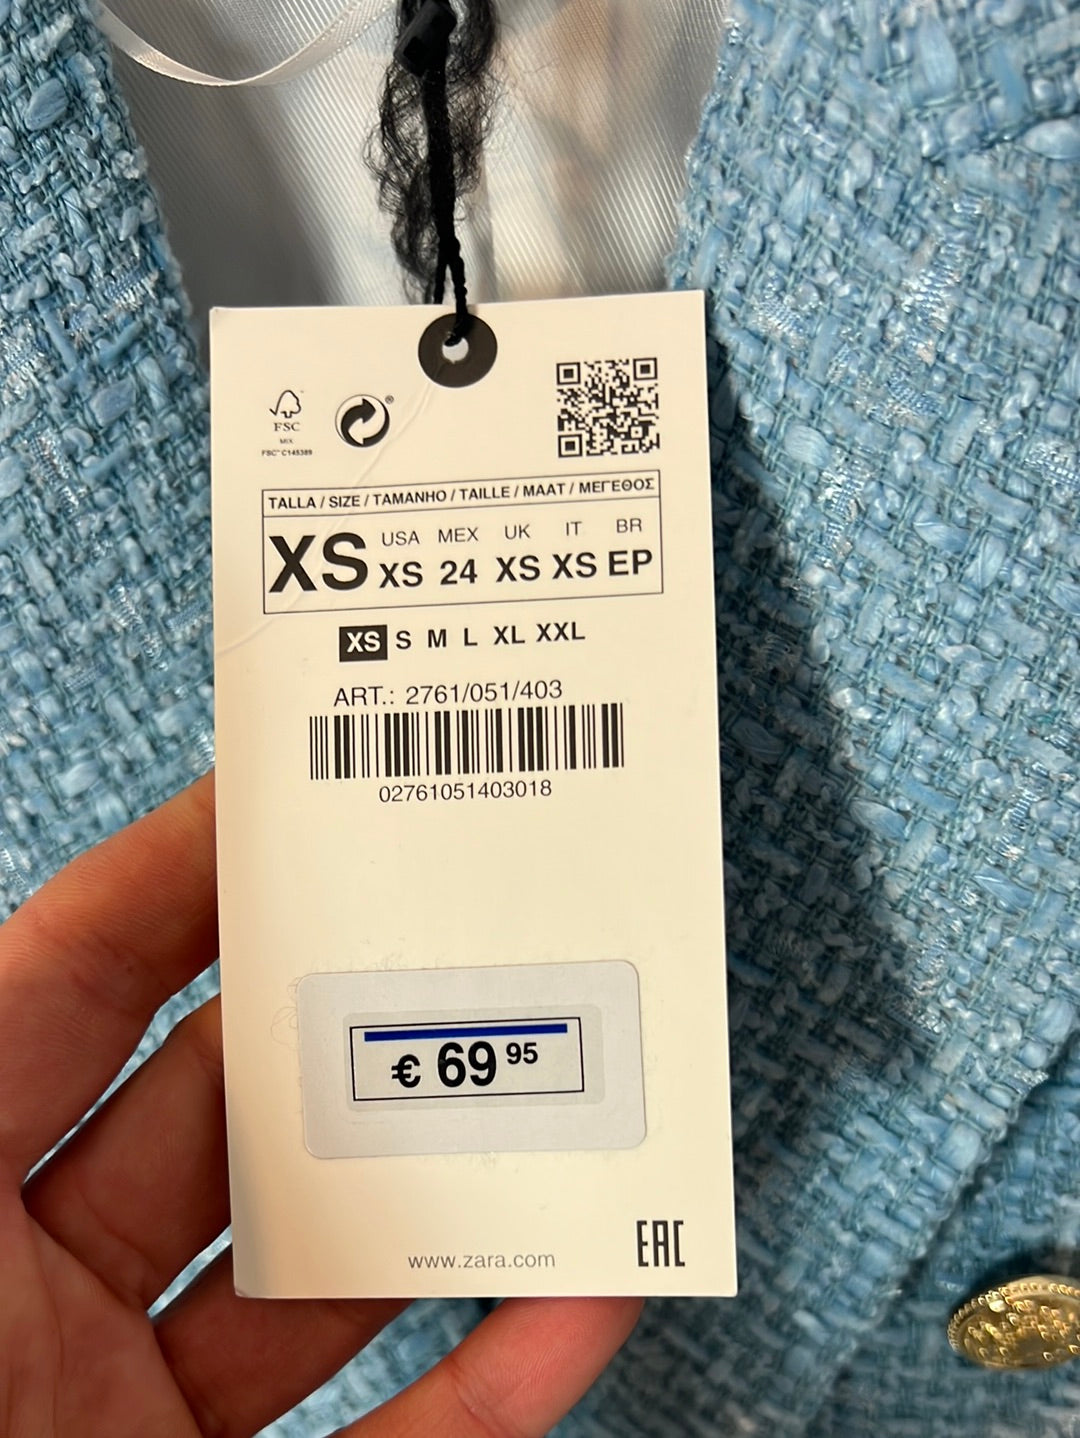 FSC
MIX
FSC™ C145389
TALLA / SIZE / TAMANHO / TAILLE / MAAT / ΜΕΓΕΘΟΣ
XS USA MEX UK IT BR
XS 24 XS XS EP
XS S M L XL XXL
ART.: 2761/051/403
02761051403018
€ 69 95
www.zara.com
EAC